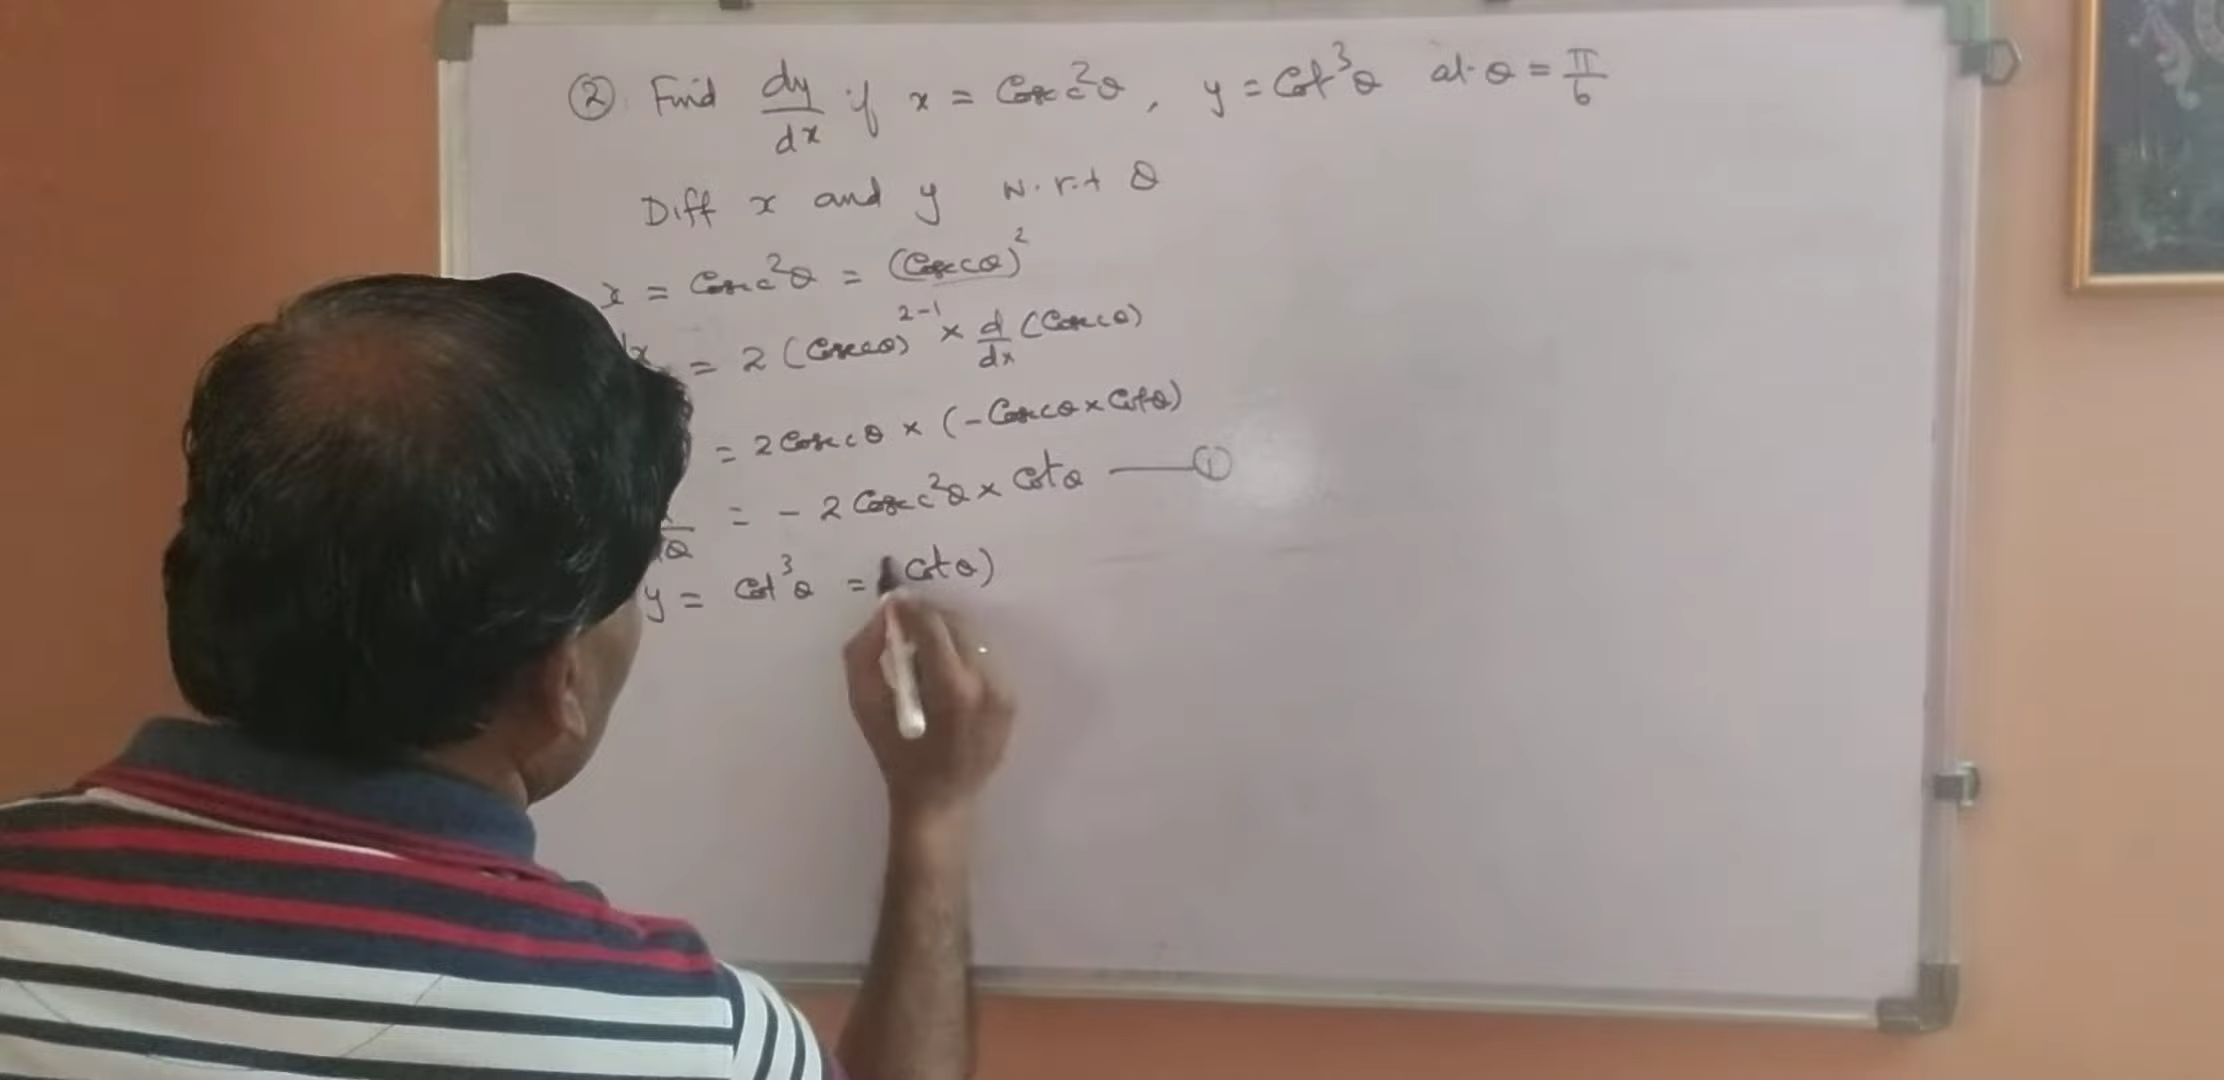 ② Find dy/dx if x = Cosec²θ, y = Cot³θ at θ = π/6
Diff x and y w.r.t θ
x = Cosec²θ = (Cosecθ)²
dx = 2 (Cosecθ)²⁻¹ × d/dx (Cosecθ)
= 2 Cosecθ × (- Cosecθ × Cotθ)
θ = - 2 Cosec²θ × Cotθ —— ①
y = Cot³θ = Cotθ)